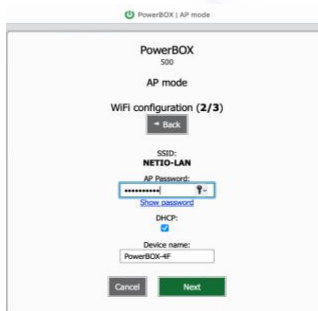 PowerBOX | AP mode
PowerBOX
500
AP mode
WiFi configuration (2/3)
Back
SSID:
NETIO-LAN
AP Password:
••••••••••
Show password
DHCP:
Device name:
PowerBOX-4F
Cancel
Next